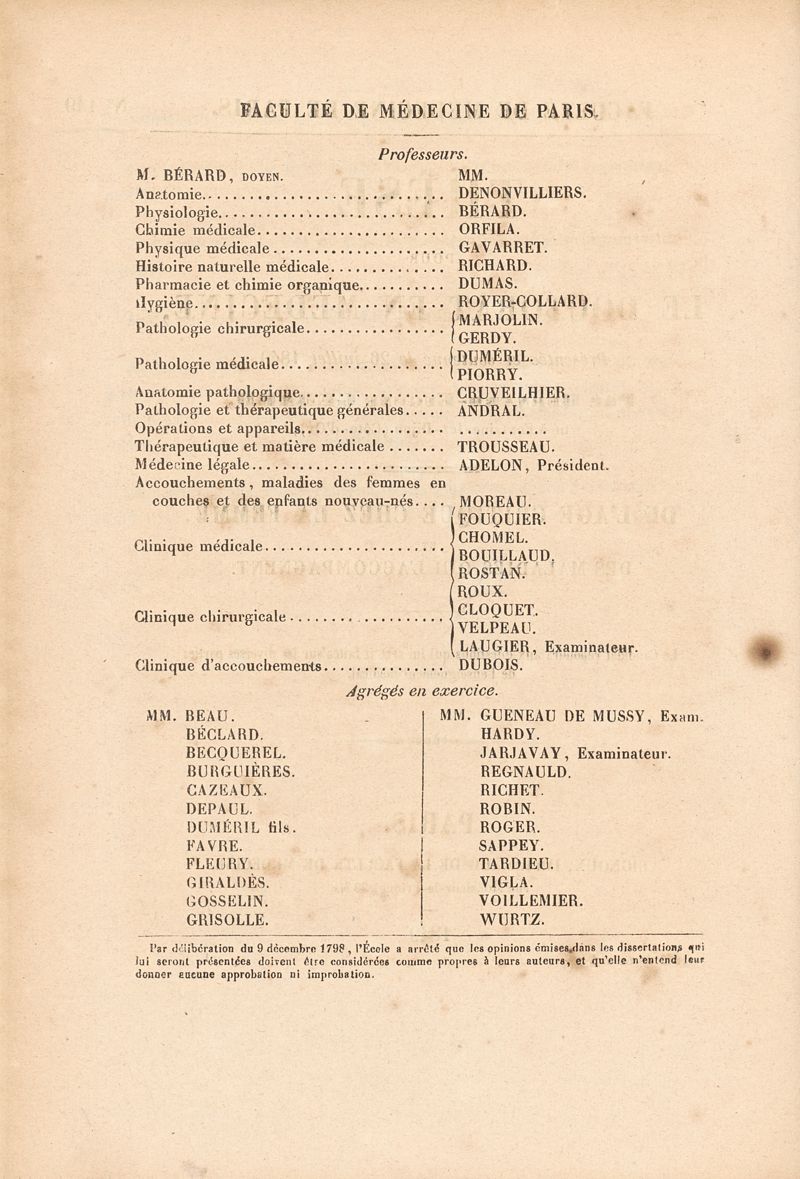 FACULTÉ DE MÉDECINE DE PARIS.
Professeurs.
M. BÉRARD, DOYEN. MM.
Anatomie........................... DENONVILLIERS.
Physiologie.......................... BÉRARD.
Chimie médicale...................... ORFILA.
Physique médicale.................... GAVARRET.
Histoire naturelle médicale.............. RICHARD.
Pharmacie et chimie organique........... DUMAS.
Hygiène............................. ROYER-COLLARD.
Pathologie chirurgicale................. { MARJOLIN.
GERDY.
Pathologie médicale.................... { DUMÉRIL.
PIORRY.
Anatomie pathologique.................. CRUVEILHIER.
Pathologie et thérapeutique générales..... ANDRAL.
Opérations et appareils................. ..........
Thérapeutique et matière médicale ....... TROUSSEAU.
Médecine légale....................... ADELON, Président.
Accouchements, maladies des femmes en
couches et des enfants nouveau-nés.... MOREAU.
Clinique médicale..................... { FOUQUIER.
CHOMEL.
BOUILLAUD.
ROSTAN.
Clinique chirurgicale.................. { ROUX.
CLOQUET.
VELPEAU.
LAUGIER, Examinateur.
Clinique d'accouchements............... DUBOIS.
Agrégés en exercice.
MM. BEAU.
BÉCLARD.
BECQUEREL.
BURGUIÈRES.
CAZEAUX.
DEPAUL.
DUMÉRIL fils.
FAVRE.
FLEURY.
GIRALDÈS.
GOSSELIN.
GRISOLLE.
MM. GUENEAU DE MUSSY, Exam.
HARDY.
JARJAVAY, Examinateur.
REGNAULD.
RICHET.
ROBIN.
ROGER.
SAPPEY.
TARDIEU.
VIGLA.
VOILLEMIER.
WURTZ.
Par délibération du 9 décembre 1798, l'École a arrêté que les opinions émises dans les dissertations qui
lui seront présentées doivent être considérées comme propres à leurs auteurs, et qu'elle n'entend leur
donner aucune approbation ni improbation.